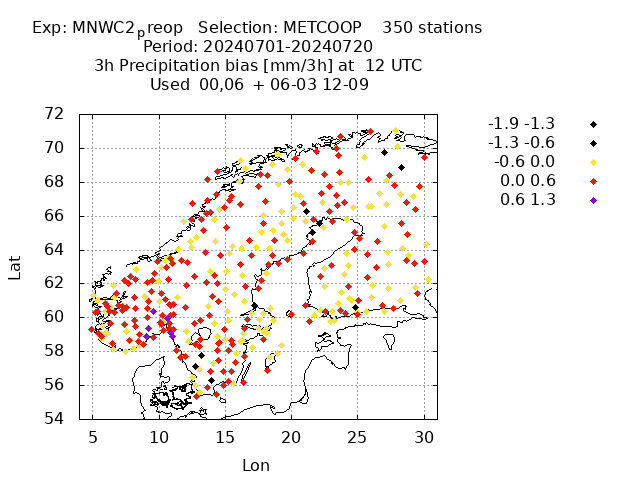 Exp: MNWC2preop   Selection: METCOOP    350 stations
Period: 20240701-20240720
3h Precipitation bias [mm/3h] at  12 UTC
Used  00,06  + 06-03 12-09
-1.9 -1.3
-1.3 -0.6
-0.6 0.0
0.0 0.6
0.6 1.3
72
70
68
66
64
62
60
58
56
54
Lat
5 10 15 20 25 30
Lon